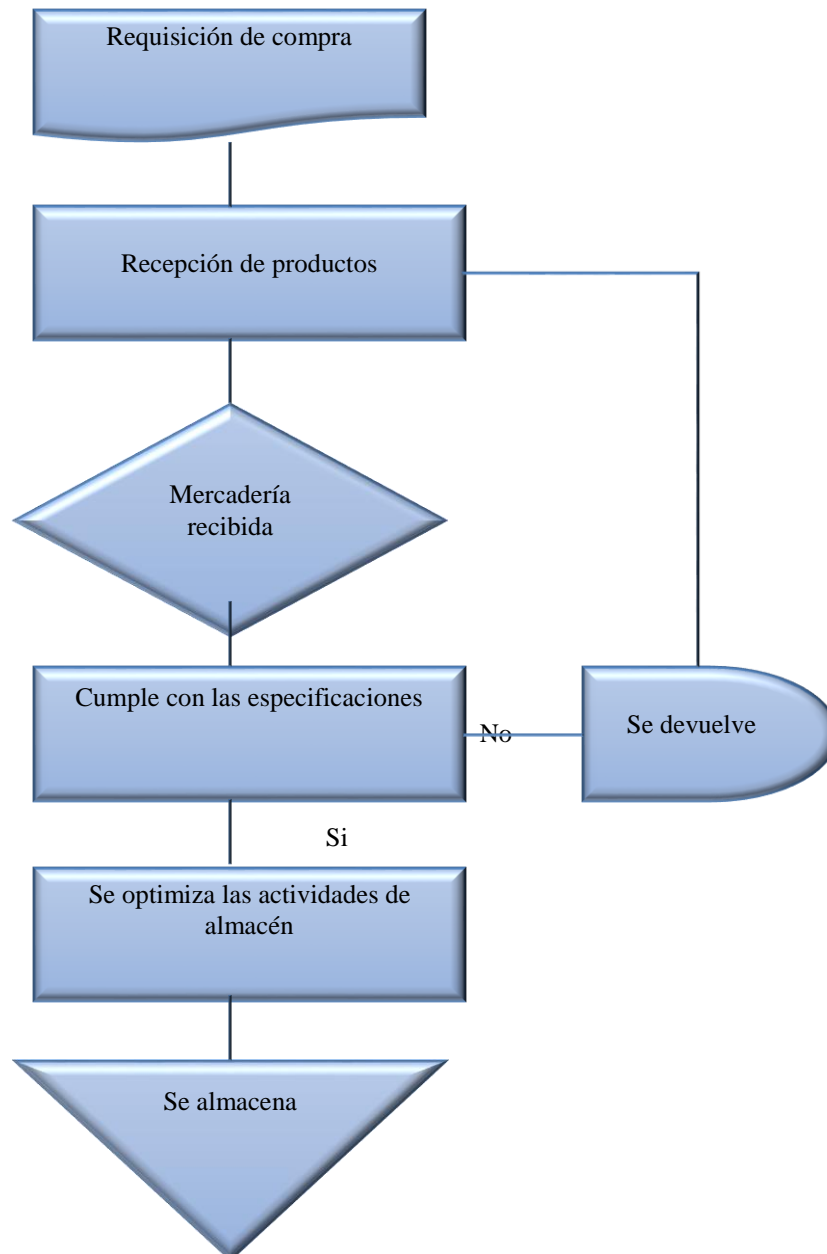 Requisición de compra
Recepción de productos
Mercadería
recibida
Cumple con las especificaciones
No
Se devuelve
Si
Se optimiza las actividades de
almacén
Se almacena